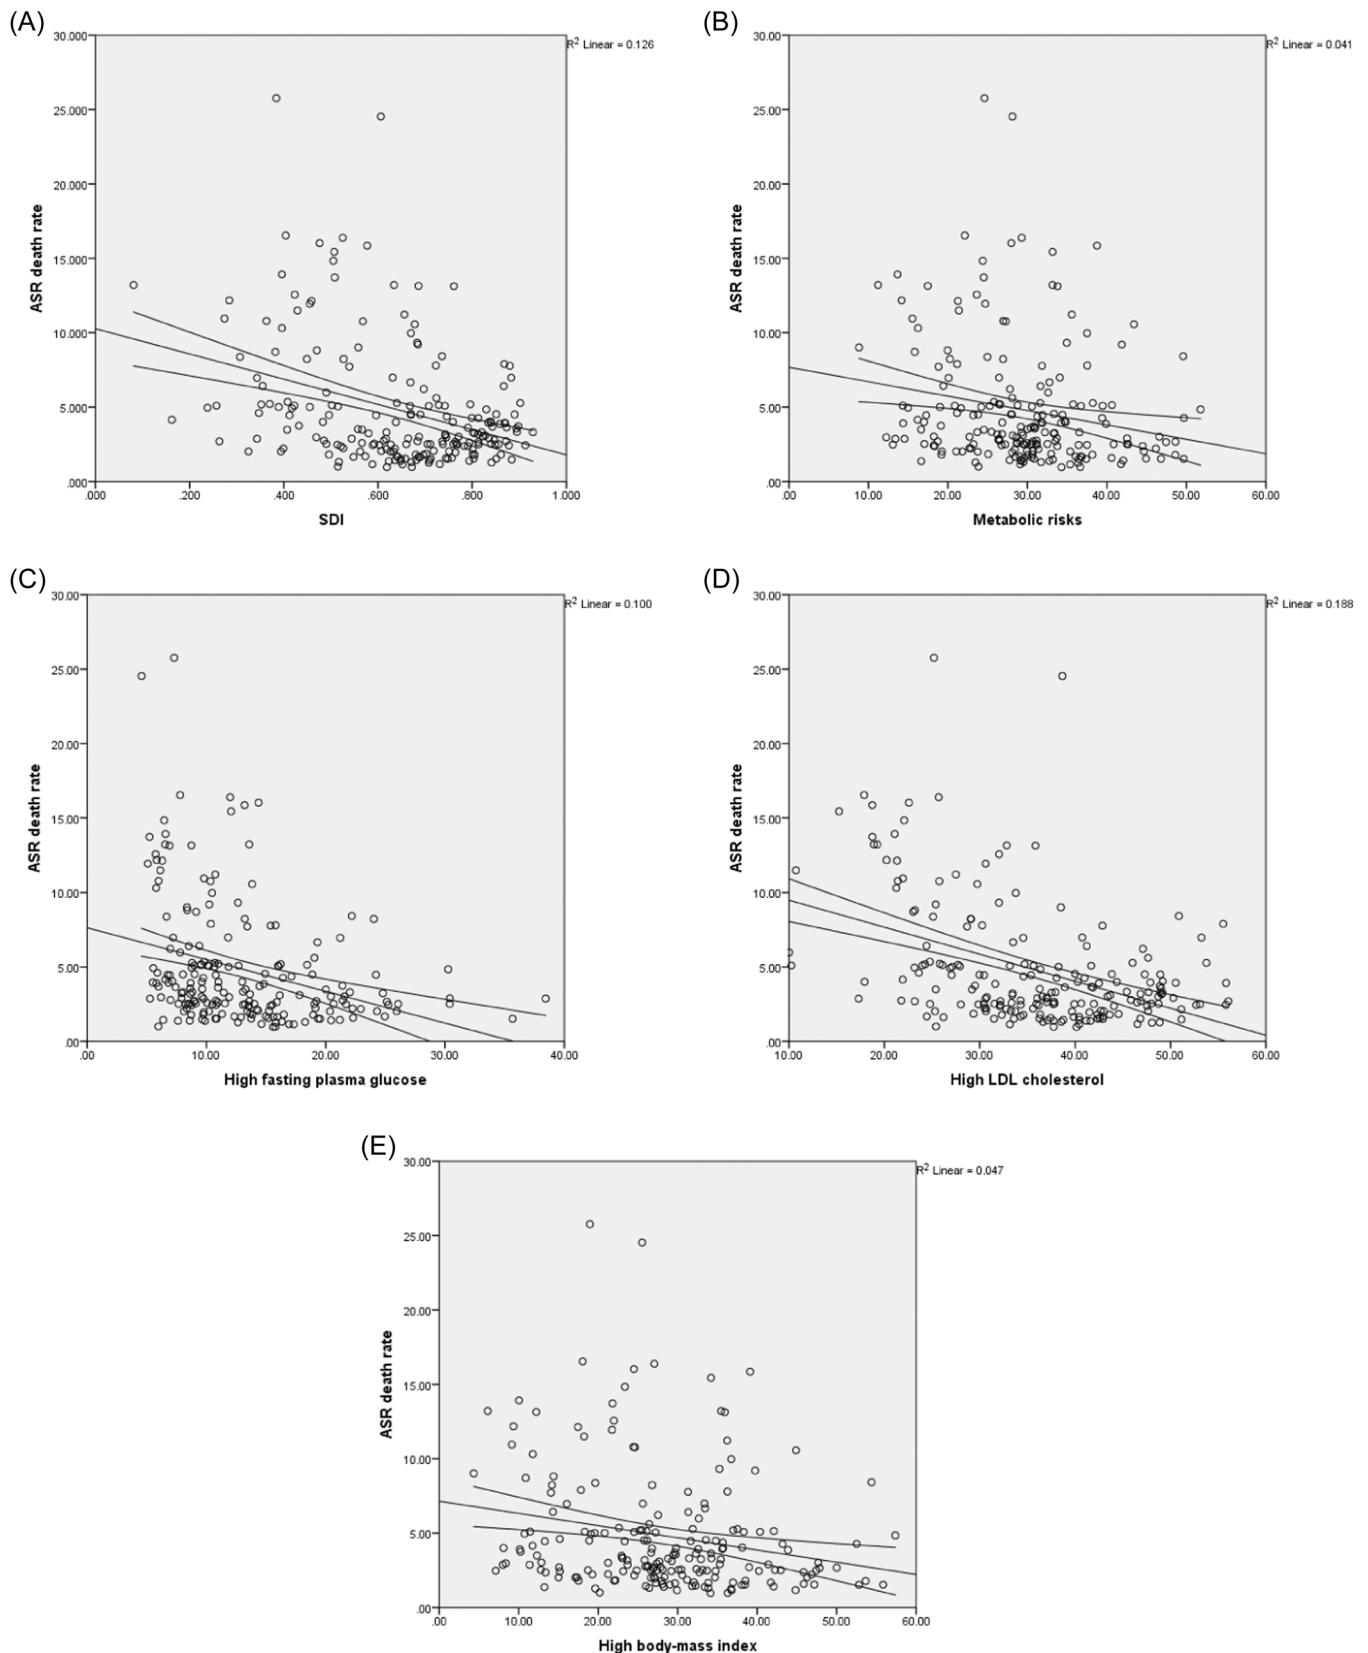 (A)
R2 Linear = 0.126
30.000
25.000
20.000
15.000
10.000
5.000
.000
ASR death rate
.000 .200 .400 .600 .800 1.000
SDI
(B)
R2 Linear = 0.041
30.00
25.00
20.00
15.00
10.00
5.00
.00
ASR death rate
.00 10.00 20.00 30.00 40.00 50.00 60.00
Metabolic risks
(C)
R2 Linear = 0.100
30.00
25.00
20.00
15.00
10.00
5.00
.00
ASR death rate
.00 10.00 20.00 30.00 40.00
High fasting plasma glucose
(D)
R2 Linear = 0.188
30.00
25.00
20.00
15.00
10.00
5.00
.00
ASR death rate
10.00 20.00 30.00 40.00 50.00 60.00
High LDL cholesterol
(E)
R2 Linear = 0.047
30.00
25.00
20.00
15.00
10.00
5.00
.00
ASR death rate
.00 10.00 20.00 30.00 40.00 50.00 60.00
High body-mass index